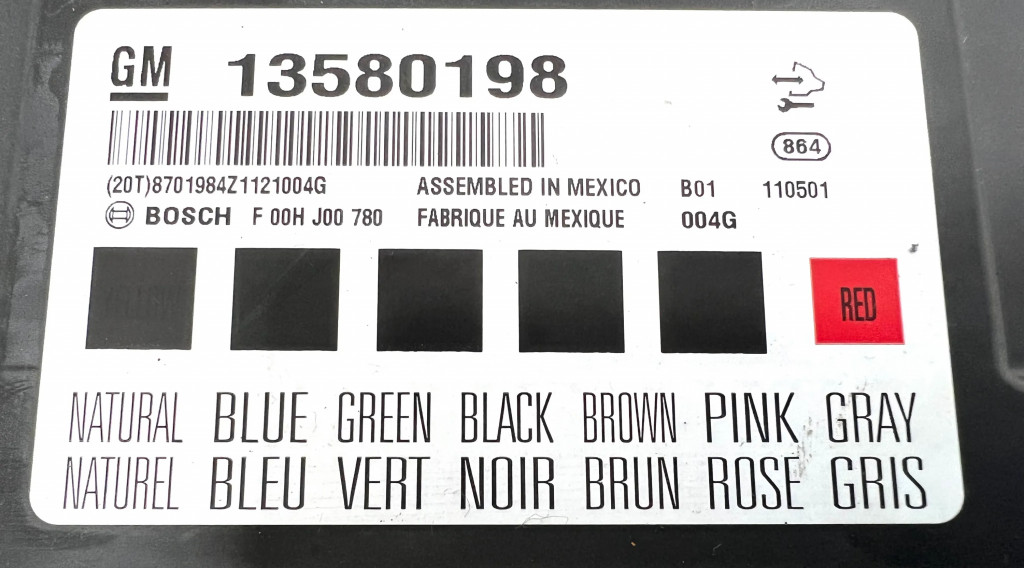 GM 13580198
864
(20T)8701984Z1121004G ASSEMBLED IN MEXICO B01 110501
BOSCH F 00H J00 780 FABRIQUE AU MEXIQUE 004G
RED
NATURAL BLUE GREEN BLACK BROWN PINK GRAY
NATUREL BLEU VERT NOIR BRUN ROSE GRIS